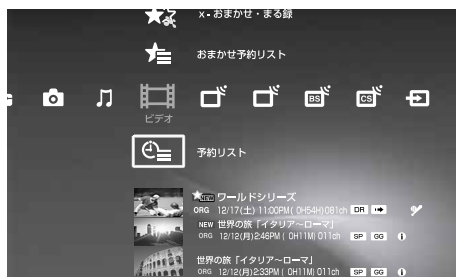 x-おまかせ・まる録
おまかせ予約リスト
BS
CS
ビデオ
予約リスト
NEW ワールドシリーズ
ORG 12/17(土) 11:00PM( 0H54H) 081ch DR
NEW 世界の旅「イタリア〜ローマ」
ORG 12/12(月)2:46PM ( 0H11M) 011ch SP GG
世界の旅「イタリア〜ローマ」
ORG 12/12(月)2:33PM ( 0H11M) 011ch SP GG